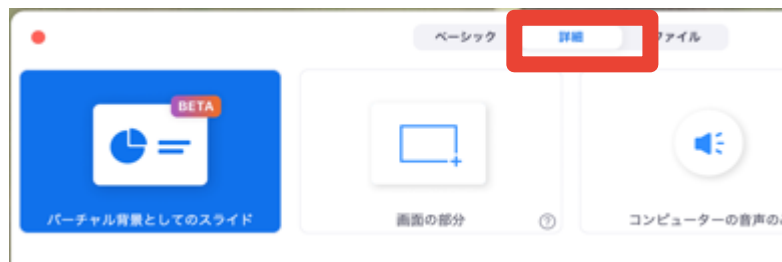 ベーシック 詳細 ファイル
BETA
バーチャル背景としてのスライド 画面の部分 ? コンピューターの音声の